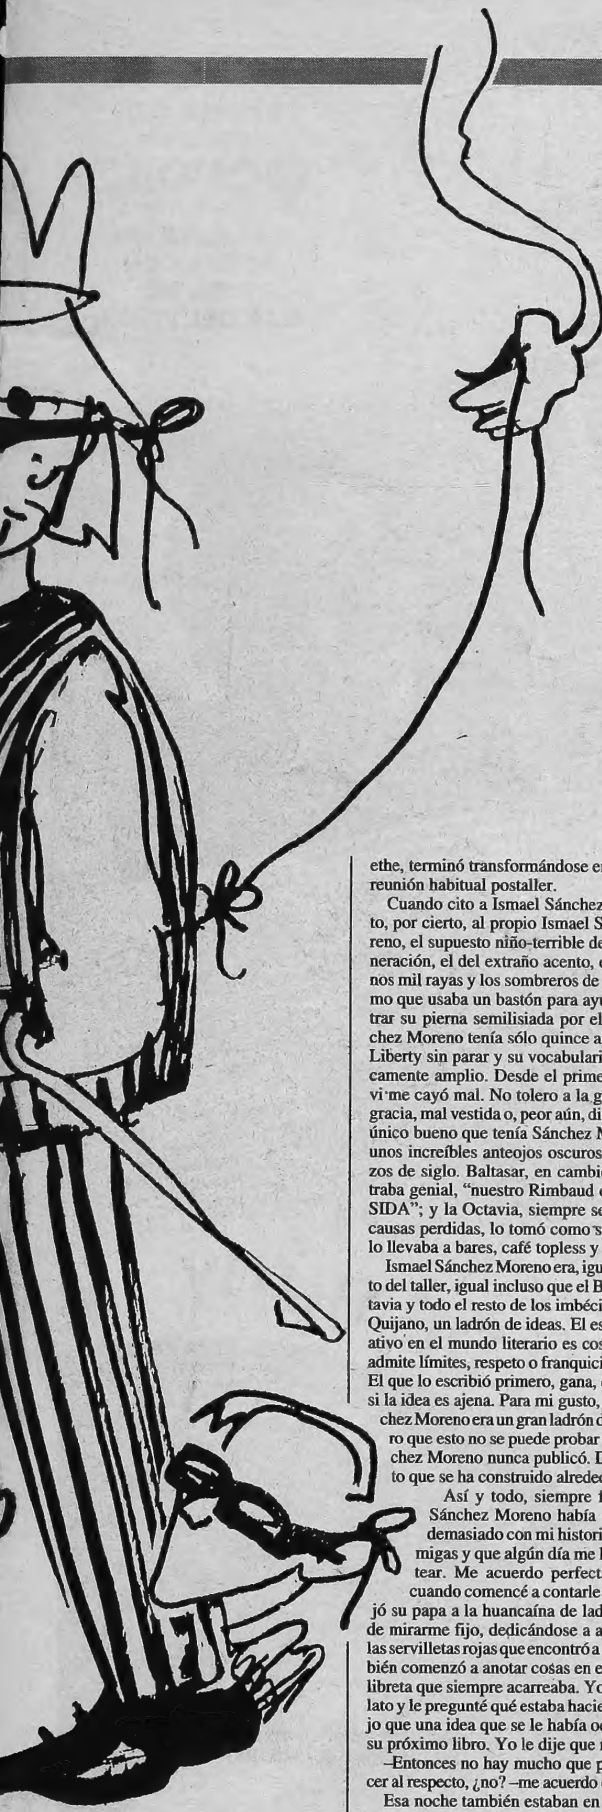 ethe, terminó transformándose e
reunión habitual postaller.
Cuando cito a Ismael Sánchez
to, por cierto, al propio Ismael S
reno, el supuesto niño-terrible de
neración, el del extraño acento,
nos mil rayas y los sombreros de
mo que usaba un bastón para ayu
trar su pierna semilisiada por el
chez Moreno tenía sólo quince a
Liberty sin parar y su vocabulari
camente amplio. Desde el prime
vi me cayó mal. No tolero a la g
gracia, mal vestida o, peor aún, di
único bueno que tenía Sánchez M
unos increíbles anteojos oscuros
zos de siglo. Baltasar, en cambi
traba genial, “nuestro Rimbaud
SIDA”; y la Octavia, siempre se
causas perdidas, lo tomó como s
lo llevaba a bares, café topless y
Ismael Sánchez Moreno era, igu
to del taller, igual incluso que el B
tavia y todo el resto de los imbéci
Quijano, un ladrón de ideas. El es
ativo en el mundo literario es cos
admite límites, respeto o franquici
El que lo escribió primero, gana,
si la idea es ajena. Para mi gusto,
chez Moreno era un gran ladrón d
ro que esto no se puede probar
chez Moreno nunca publicó. D
to que se ha construido alreded
Así y todo, siempre f
Sánchez Moreno había
demasiado con mi histori
migas y que algún día me l
tear. Me acuerdo perfect
cuando comencé a contarle
jó su papa a la huancaína de lad
de mirarme fijo, dedicándose a a
las servilletas rojas que encontró a
bién comenzó a anotar cosas en e
libreta que siempre acarreaba. Yo
lato y le pregunté qué estaba hacie
jo que una idea que se le había oc
su próximo libro. Yo le dije que
–Entonces no hay mucho que p
cer al respecto, ¿no? –me acuerdo
Esa noche también estaban en